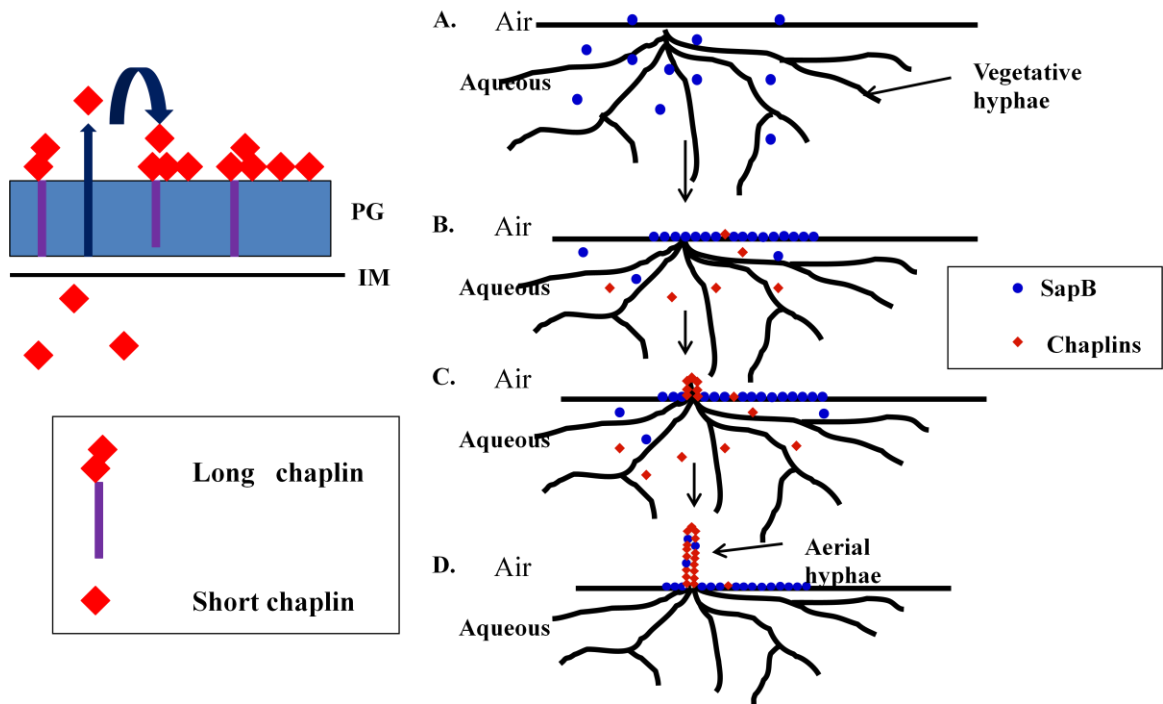 PG
IM
Long chaplin
Short chaplin
A.
Air
Aqueous
Vegetative
hyphae
B.
Air
Aqueous
SapB
Chaplins
C.
Air
Aqueous
D.
Air
Aerial
hyphae
Aqueous